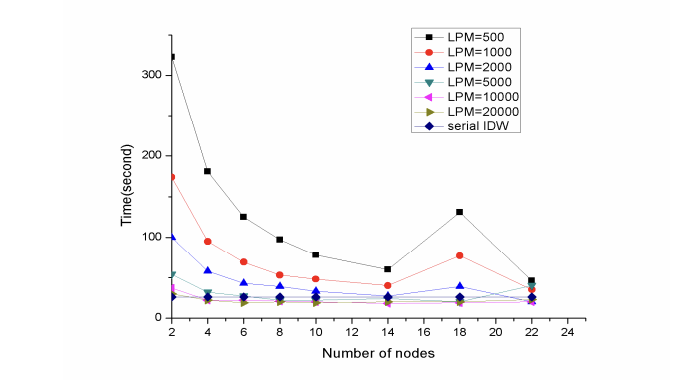 LPM=500
LPM=1000
LPM=2000
LPM=5000
LPM=10000
LPM=20000
serial IDW
300
200
100
0
Time(second)
2 4 6 8 10 12 14 16 18 20 22 24
Number of nodes